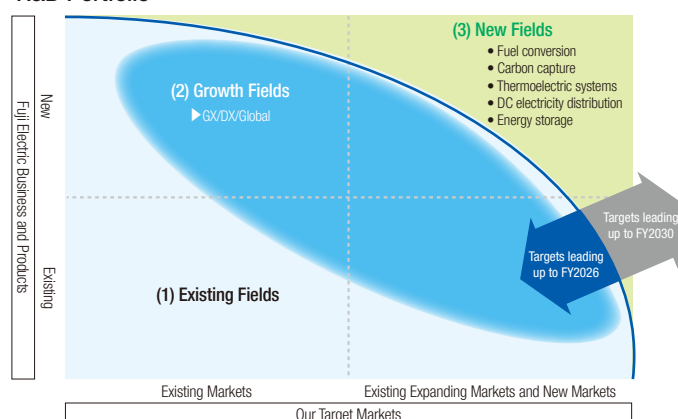 (3) New Fields
• Fuel conversion
• Carbon capture
• Thermoelectric systems
• DC electricity distribution
• Energy storage
(2) Growth Fields
▶GX/DX/Global
New
Fuji Electric Business and Products
Existing
Targets leading
up to FY2030
Targets leading
up to FY2026
(1) Existing Fields
Existing Markets
Existing Expanding Markets and New Markets
Our Target Markets